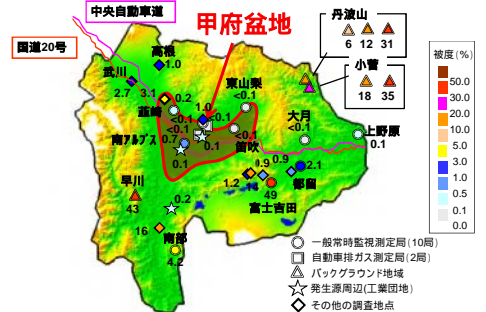 中央自動車道
国道20号
甲府盆地
丹波山
6 12 31
小菅
18 35
被度(%)
50.0
30.0
20.0
10.0
5.0
3.0
1.0
0.5
0.1
0.0
高根
1.0
武川
2.7
3.1
0.2
韮崎
<0.1
<0.1
1.0
東山梨
<0.1
南アルプス
0.7
0.1
0.1
<0.1
笛吹
大月
<0.1
上野原
0.1
0.9
0.9
2.1
都留
1.2
14
49
富士吉田
早川
43
0.2
16
南部
4.2
一般常時監視測定局(10局)
自動車排ガス測定局(2局)
バックグラウンド地域
発生源周辺(工業団地)
その他の調査地点